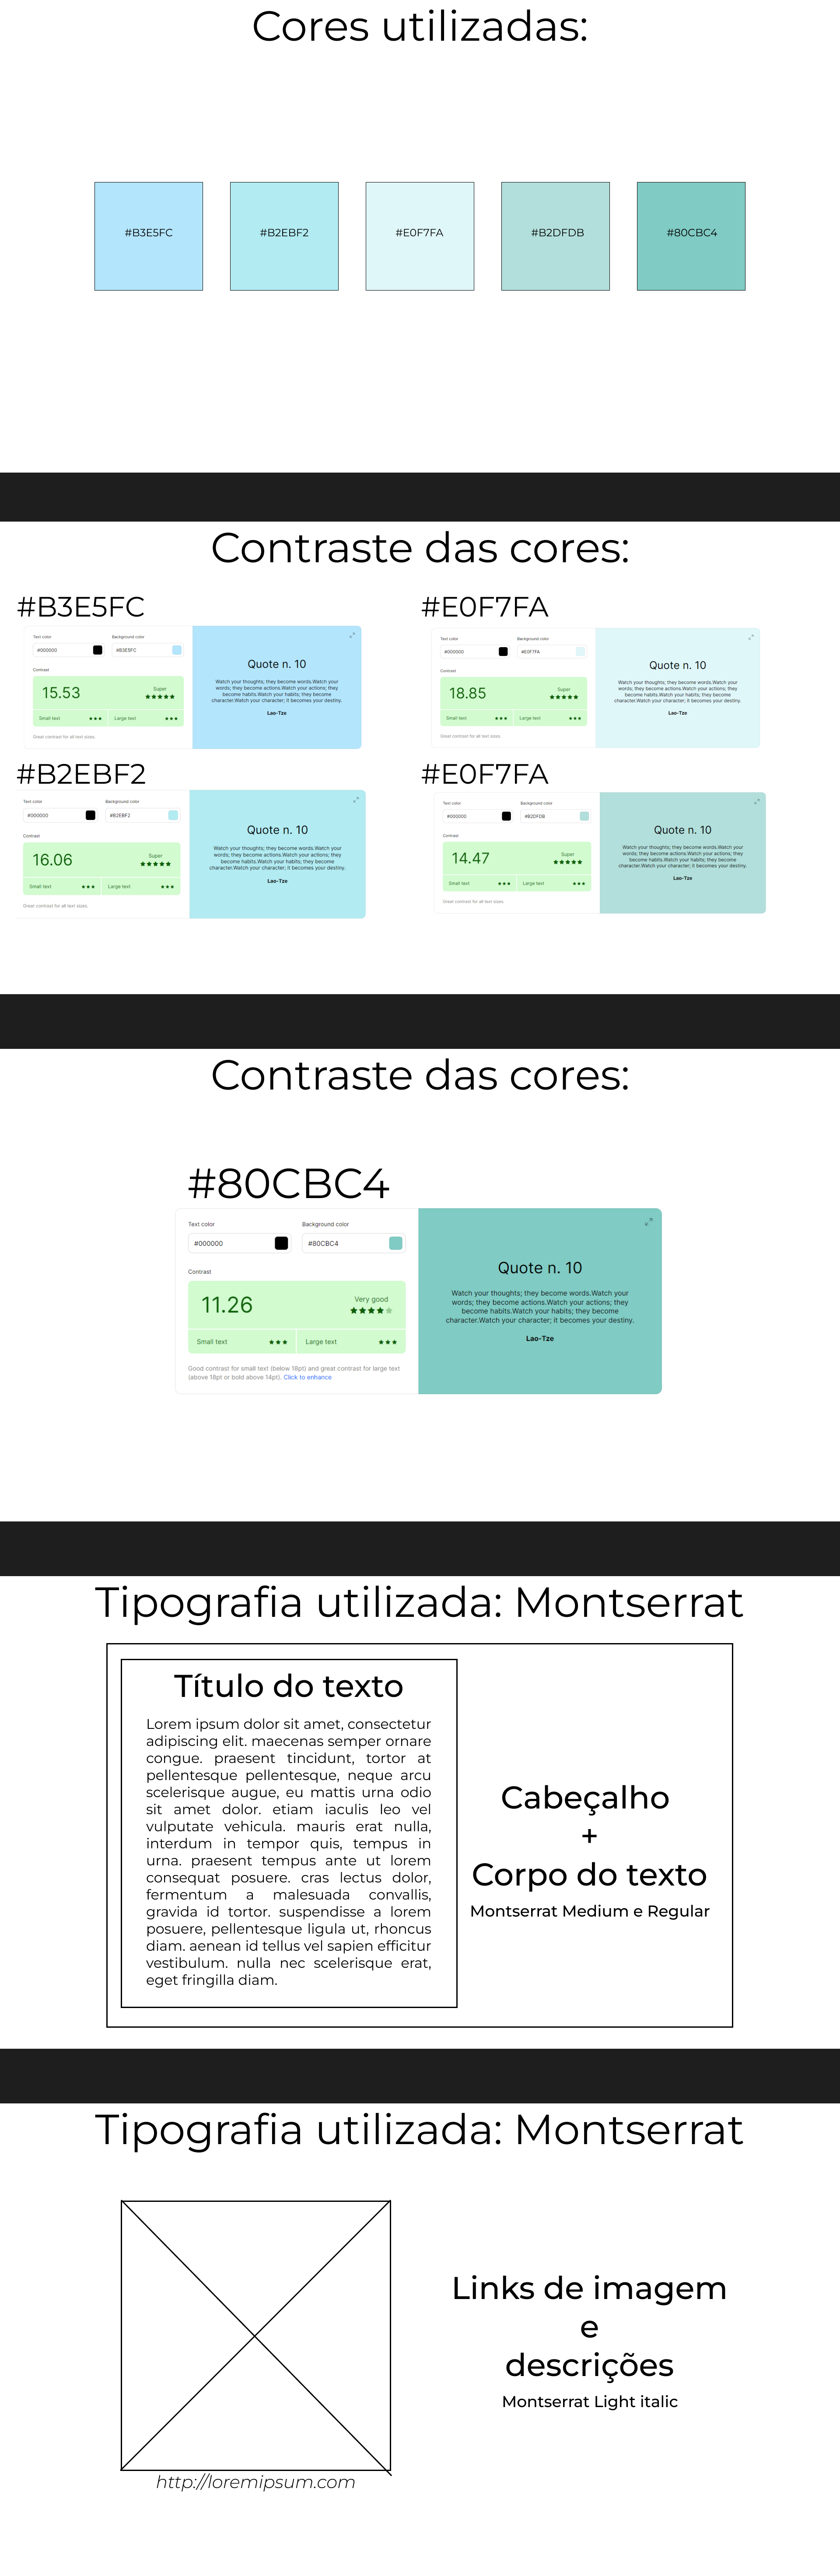 Cores utilizadas:
#B3E5FC
#B2EBF2
#E0F7FA
#B2DFDB
#80CBC4
Contraste das cores:
#B3E5FC
Text color
Background color
#000000
#B3E5FC
Contrast
15.53
Super
★★★★★
Small text ★★★
Large text ★★★
Great contrast for all text sizes.
Quote n. 10
Watch your thoughts; they become words.Watch your
words; they become actions.Watch your actions; they
become habits.Watch your habits; they become
character.Watch your character; it becomes your destiny.
Lao-Tze
#E0F7FA
Text color
Background color
#000000
#E0F7FA
Contrast
18.85
Super
★★★★★
Small text ★★★
Large text ★★★
Great contrast for all text sizes.
Quote n. 10
Watch your thoughts; they become words.Watch your
words; they become actions.Watch your actions; they
become habits.Watch your habits; they become
character.Watch your character; it becomes your destiny.
Lao-Tze
#B2EBF2
Text color
Background color
#000000
#B2EBF2
Contrast
16.06
Super
★★★★★
Small text ★★★
Large text ★★★
Great contrast for all text sizes.
Quote n. 10
Watch your thoughts; they become words.Watch your
words; they become actions.Watch your actions; they
become habits.Watch your habits; they become
character.Watch your character; it becomes your destiny.
Lao-Tze
#E0F7FA
Text color
Background color
#000000
#B2DFDB
Contrast
14.47
Super
★★★★★
Small text ★★★
Large text ★★★
Great contrast for all text sizes.
Quote n. 10
Watch your thoughts; they become words.Watch your
words; they become actions.Watch your actions; they
become habits.Watch your habits; they become
character.Watch your character; it becomes your destiny.
Lao-Tze
Contraste das cores:
#80CBC4
Text color
Background color
#000000
#80CBC4
Contrast
11.26
Very good
★★★★★
Small text ★★★
Large text ★★★
Good contrast for small text (below 18pt) and great contrast for large text
(above 18pt or bold above 14pt). Click to enhance
Quote n. 10
Watch your thoughts; they become words.Watch your
words; they become actions.Watch your actions; they
become habits.Watch your habits; they become
character.Watch your character; it becomes your destiny.
Lao-Tze
Tipografia utilizada: Montserrat
Título do texto
Lorem ipsum dolor sit amet, consectetur
adipiscing elit. maecenas semper ornare
congue. praesent tincidunt, tortor at
pellentesque pellentesque, neque arcu
scelerisque augue, eu mattis urna odio
sit amet dolor. etiam iaculis leo vel
vulputate vehicula. mauris erat nulla,
interdum in tempor quis, tempus in
urna. praesent tempus ante ut lorem
consequat posuere. cras lectus dolor,
fermentum a malesuada convallis,
gravida id tortor. suspendisse a lorem
posuere, pellentesque ligula ut, rhoncus
diam. aenean id tellus vel sapien efficitur
vestibulum. nulla nec scelerisque erat,
eget fringilla diam.
Cabeçalho
+
Corpo do texto
Montserrat Medium e Regular
Tipografia utilizada: Montserrat
http://loremipsum.com
Links de imagem
e
descrições
Montserrat Light italic